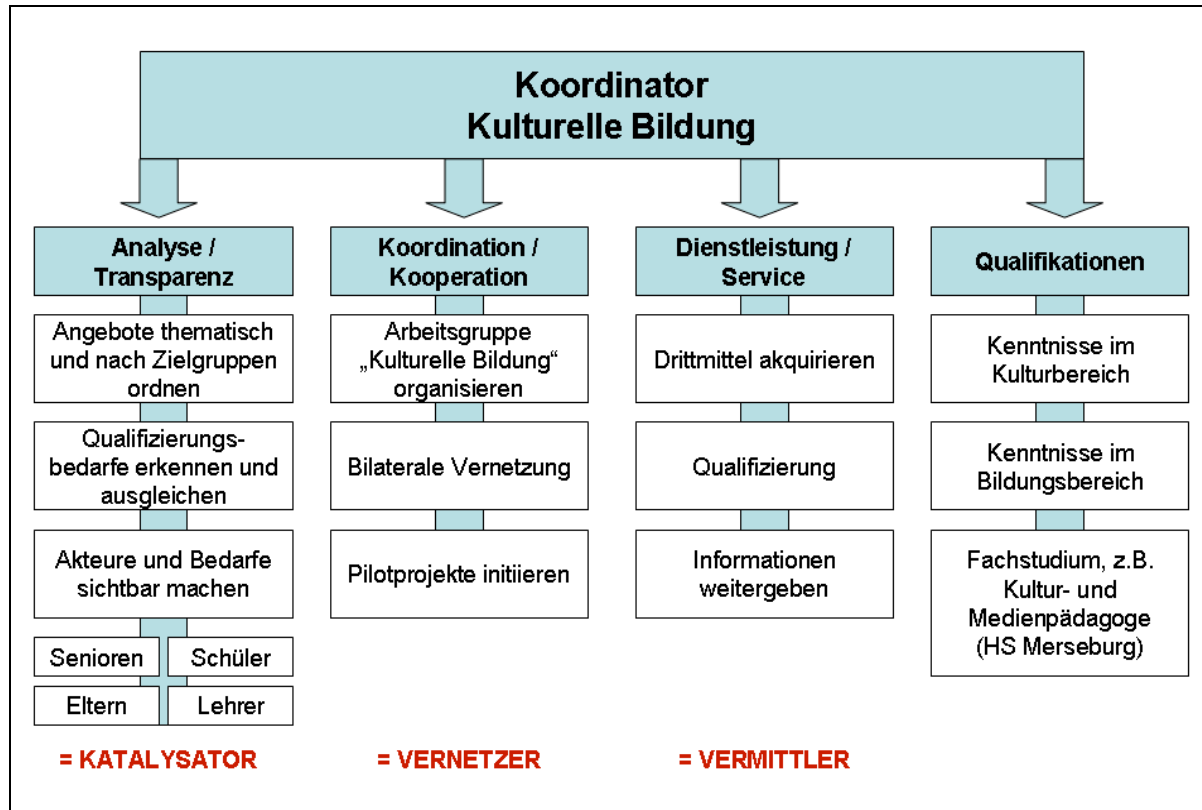 Koordinator
Kulturelle Bildung
Analyse /
Transparenz
Angebote thematisch
und nach Zielgruppen
ordnen
Qualifizierungs-
bedarfe erkennen und
ausgleichen
Akteure und Bedarfe
sichtbar machen
Senioren
Schüler
Eltern
Lehrer
= KATALYSATOR
Koordination /
Kooperation
Arbeitsgruppe
„Kulturelle Bildung“
organisieren
Bilaterale Vernetzung
Pilotprojekte initiieren
= VERNETZER
Dienstleistung /
Service
Drittmittel akquirieren
Qualifizierung
Informationen
weitergeben
= VERMITTLER
Qualifikationen
Kenntnisse im
Kulturbereich
Kenntnisse im
Bildungsbereich
Fachstudium, z.B.
Kultur- und
Medienpädagoge
(HS Merseburg)